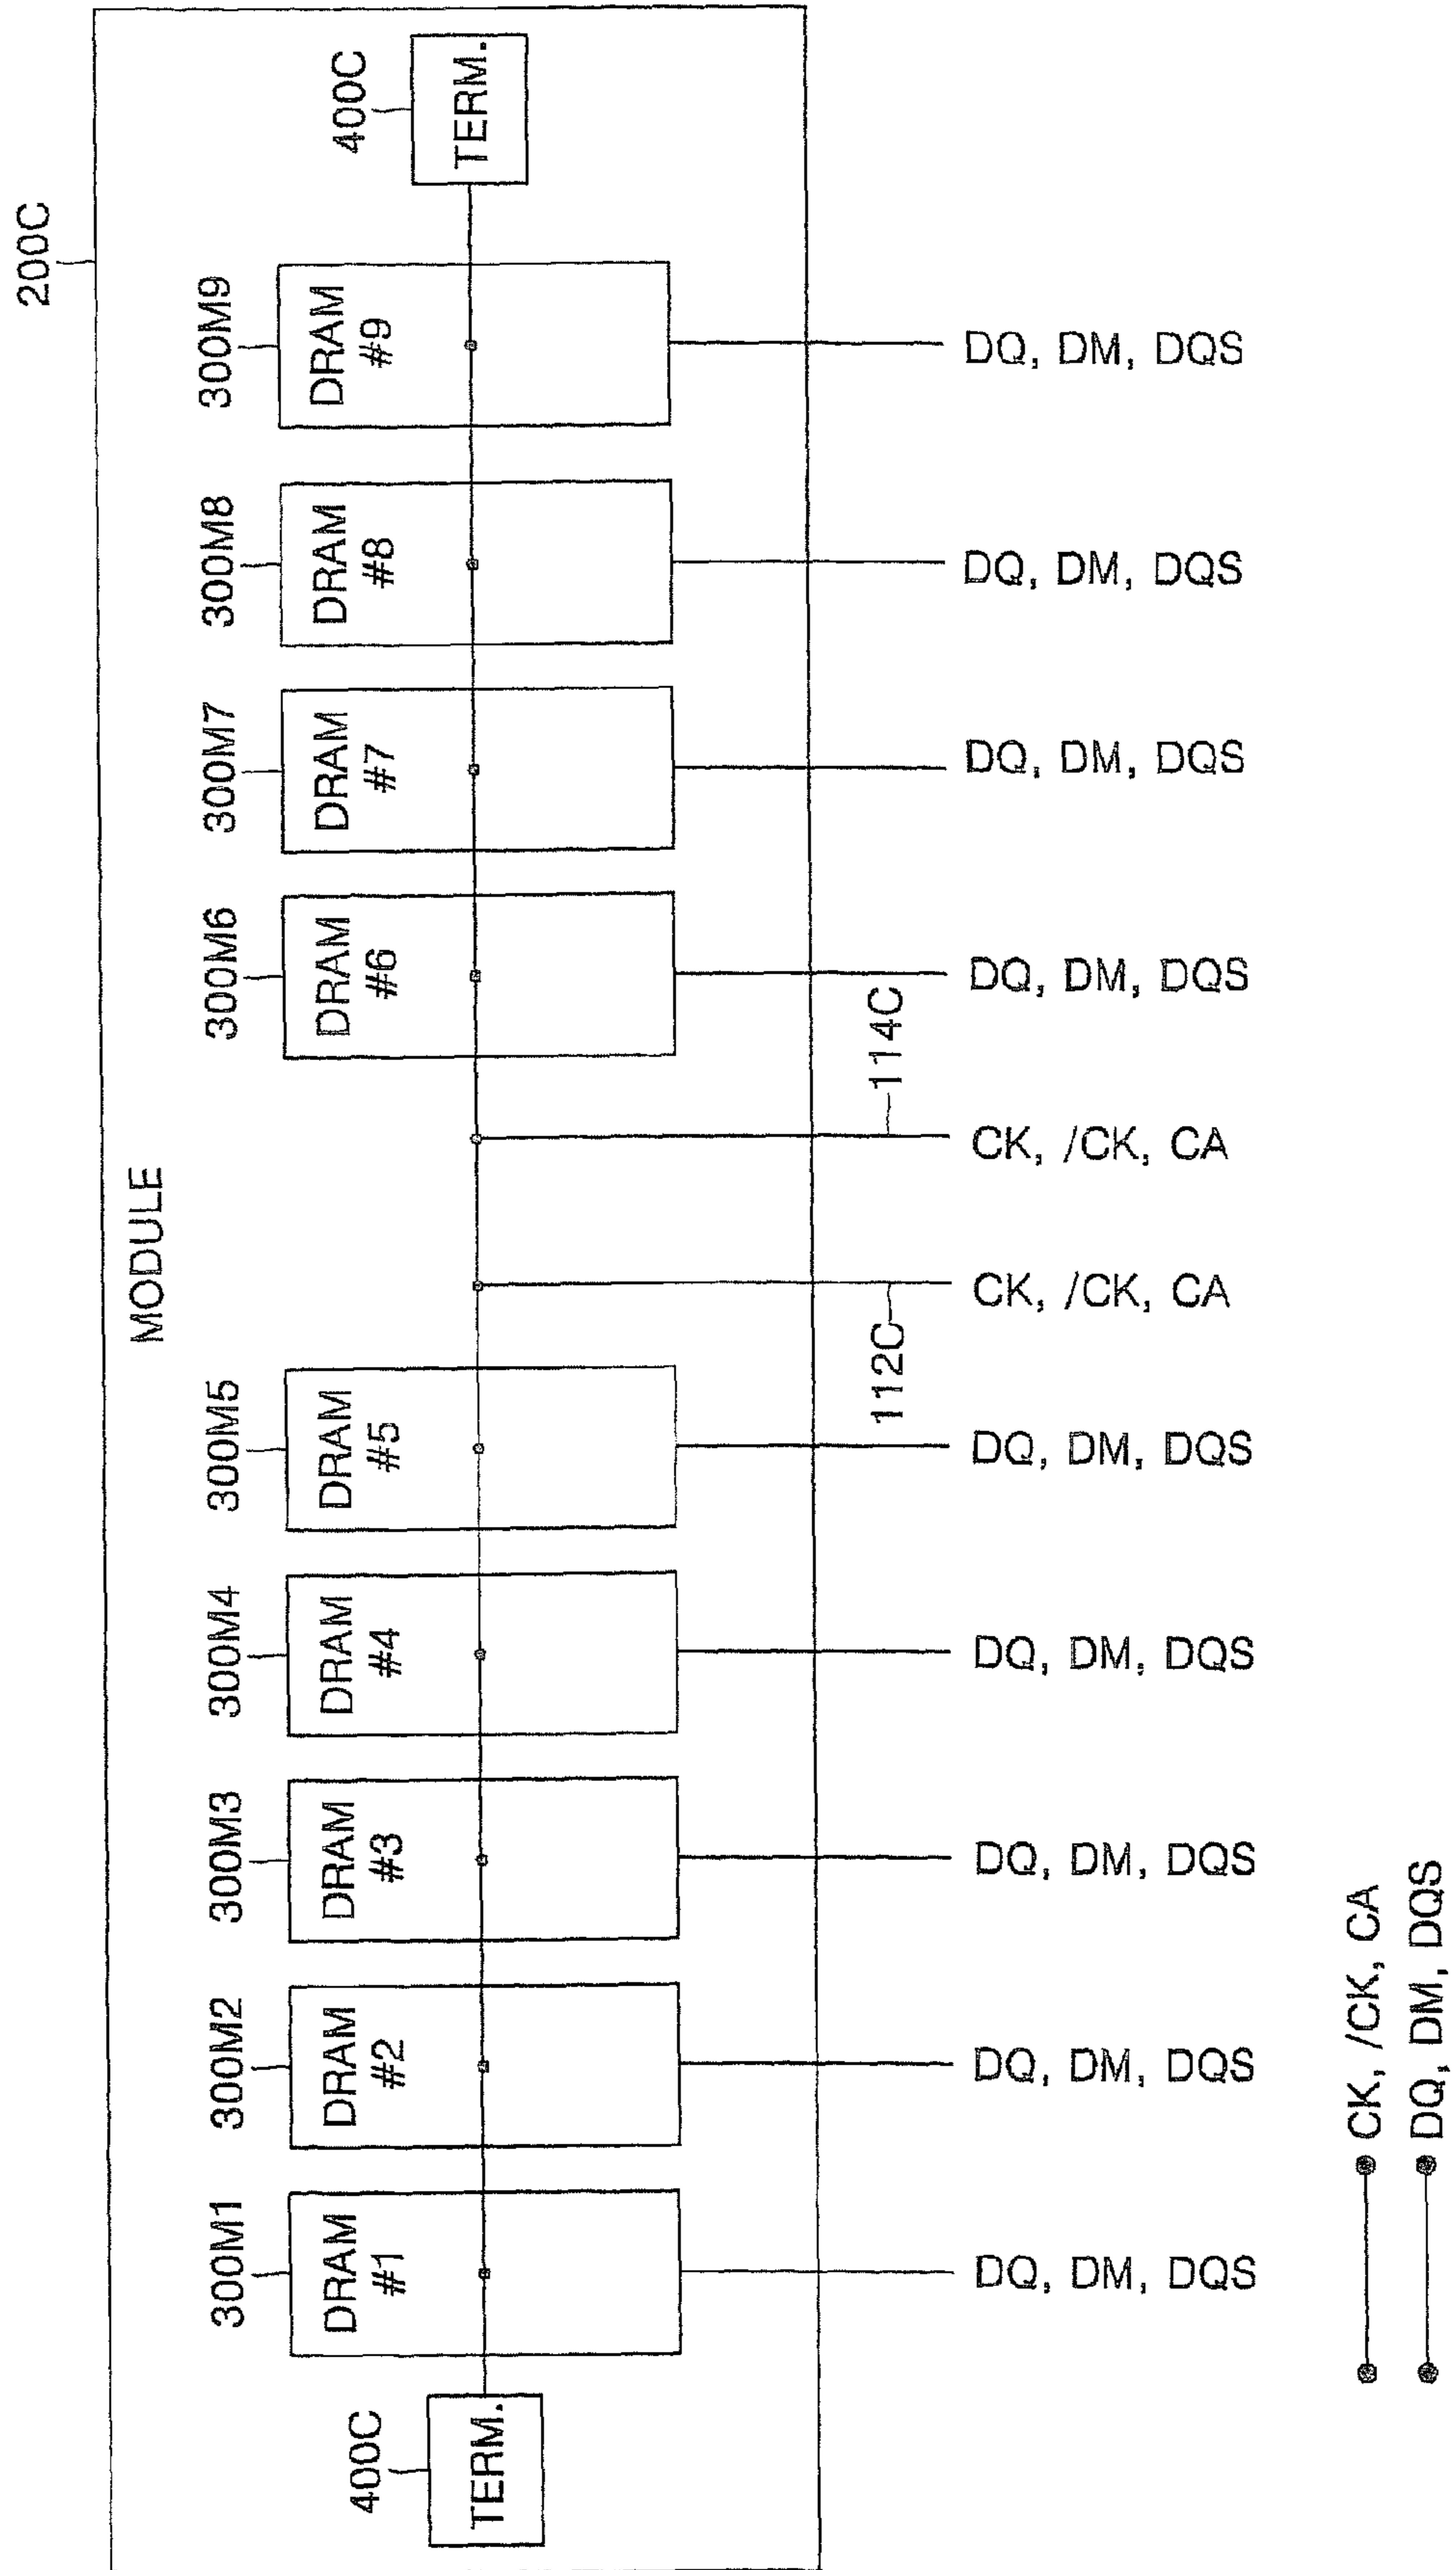 200C
MODULE
400C
TERM.
300M1
DRAM
#1
300M2
DRAM
#2
300M3
DRAM
#3
300M4
DRAM
#4
300M5
DRAM
#5
300M6
DRAM
#6
300M7
DRAM
#7
300M8
DRAM
#8
300M9
DRAM
#9
400C
TERM.
112C
114C
DQ, DM, DQS
DQ, DM, DQS
DQ, DM, DQS
DQ, DM, DQS
DQ, DM, DQS
CK, /CK, CA
CK, /CK, CA
DQ, DM, DQS
DQ, DM, DQS
DQ, DM, DQS
DQ, DM, DQS
CK, /CK, CA
DQ, DM, DQS